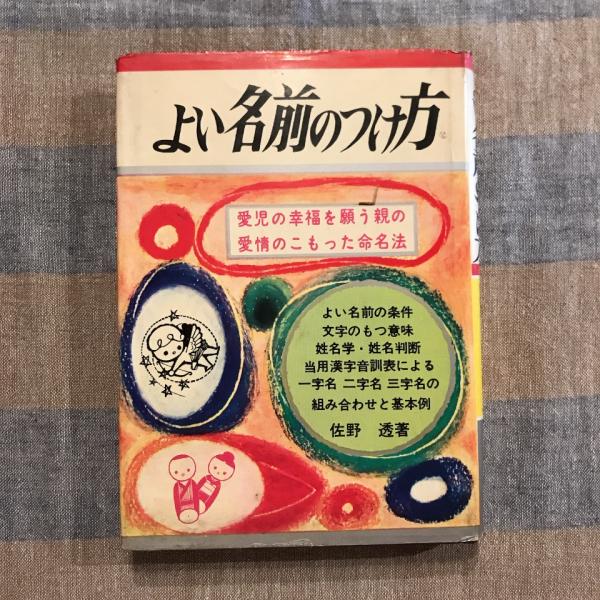 よい名前のつけ方
愛児の幸福を願う親の
愛情のこもった命名法
よい名前の条件
文字のもつ意味
姓名学・姓名判断
当用漢字音訓表による
一字名 二字名 三字名の
組み合わせと基本例
佐野 透著